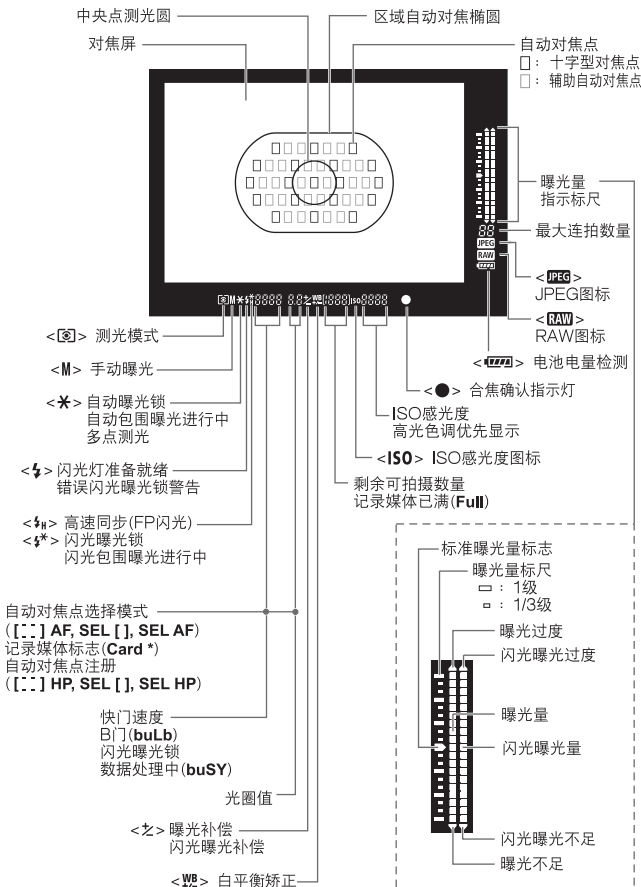 中央点测光圆
区域自动对焦椭圆
对焦屏
自动对焦点
□：十字型对焦点
□：辅助自动对焦点
曝光量
指示标尺
88
最大连拍数量
JPEG
RAW
<JPEG>
JPEG图标
<RAW>
RAW图标
M 8888 8.8 WB [888] ISO 8888
<> 测光模式
<> 电池电量检测
<M> 手动曝光
<●> 合焦确认指示灯
<✱> 自动曝光锁
自动包围曝光进行中
多点测光
ISO感光度
高光色调优先显示
<ISO> ISO感光度图标
<⚡> 闪光灯准备就绪
错误闪光曝光锁警告
剩余可拍摄数量
记录媒体已满(Full)
<⚡H> 高速同步(FP闪光)
<⚡*> 闪光曝光锁
闪光包围曝光进行中
标准曝光量标志
曝光量标尺
▭：1级
▫：1/3级
自动对焦点选择模式
([ ] AF, SEL [ ], SEL AF)
记录媒体标志(Card *)
自动对焦点注册
([ ] HP, SEL [ ], SEL HP)
曝光过度
闪光曝光过度
快门速度
B门(buLb)
闪光曝光锁
数据处理中(buSY)
曝光量
闪光曝光量
光圈值
<> 曝光补偿
闪光曝光补偿
闪光曝光不足
曝光不足
<WB> 白平衡矫正